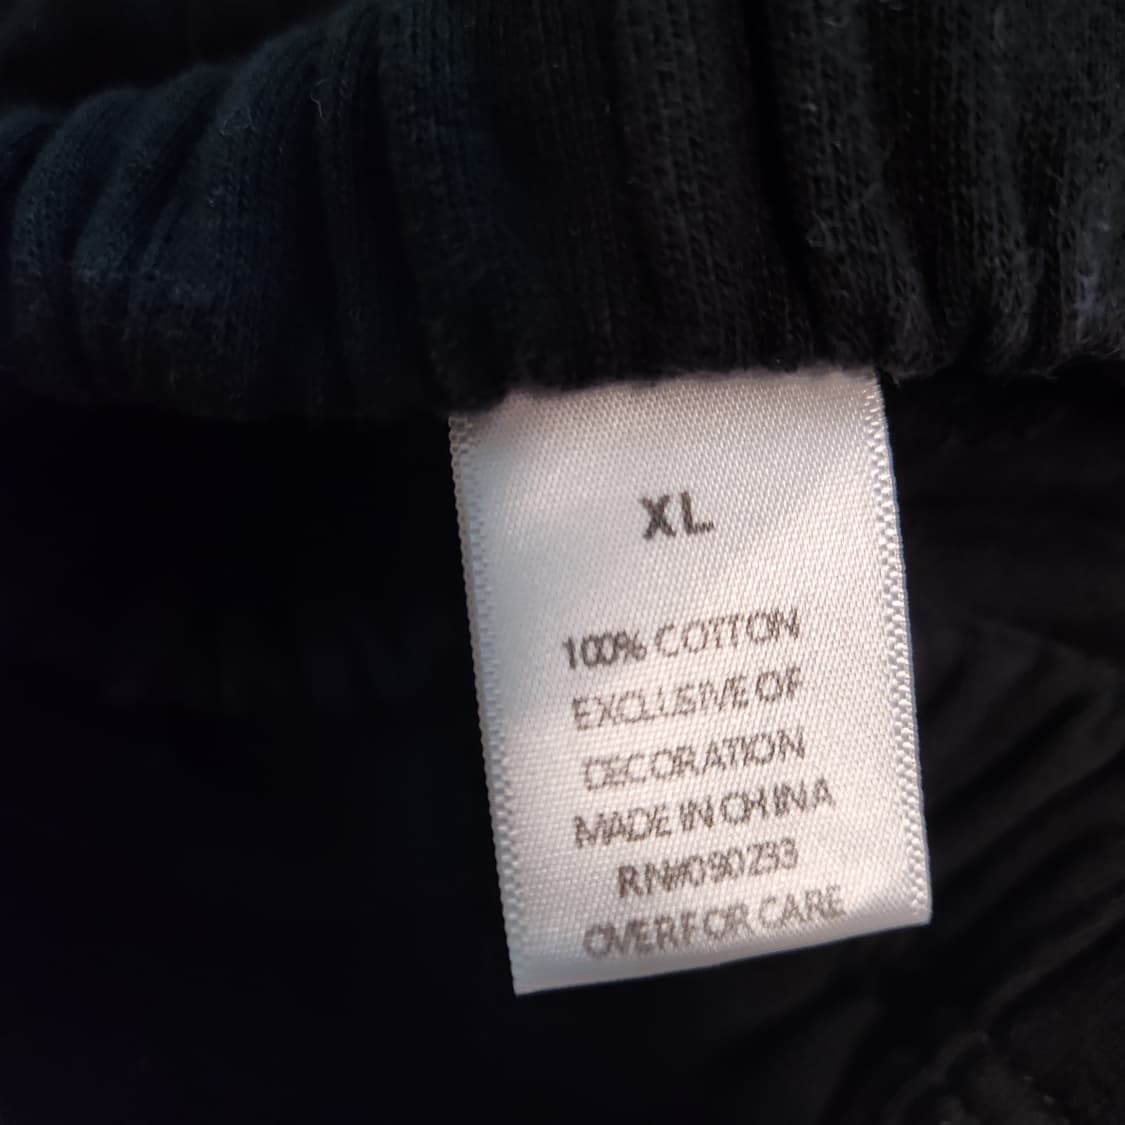 XL
100% COTTON
EXCLUSIVE OF
DECORATION
MADE IN CHINA
RN#090233
OVER FOR CARE